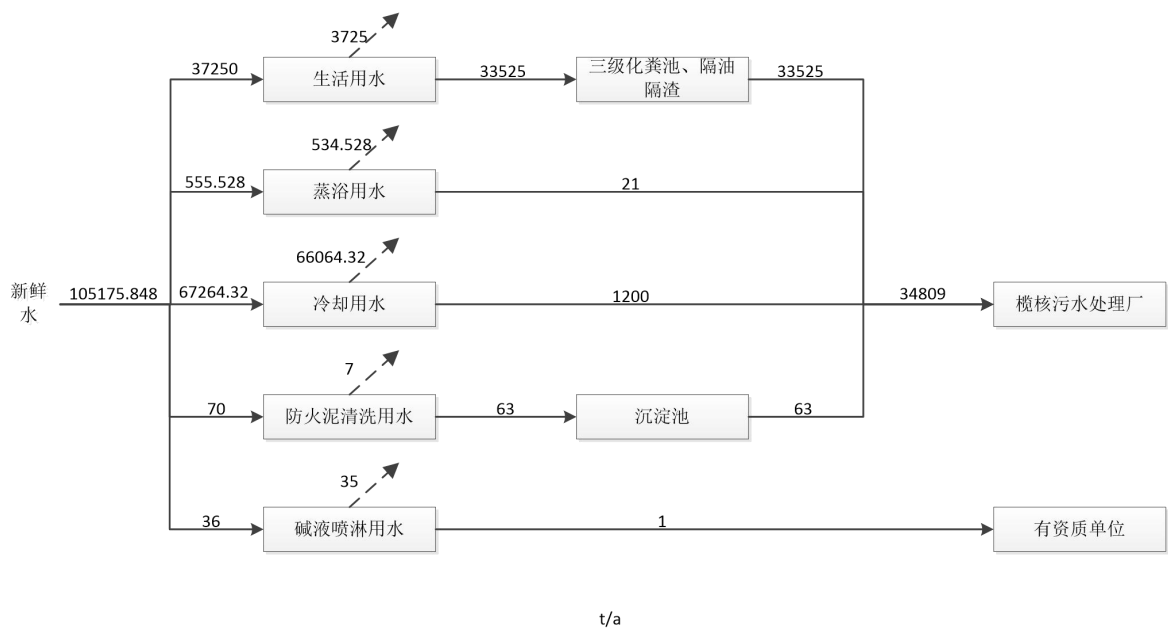 3725
37250
生活用水
33525
三级化粪池、隔油
隔渣
33525
534.528
555.528
蒸浴用水
21
66064.32
新鲜
水
105175.848
67264.32
冷却用水
1200
34809
榄核污水处理厂
7
70
防火泥清洗用水
63
沉淀池
63
35
36
碱液喷淋用水
1
有资质单位
t/a